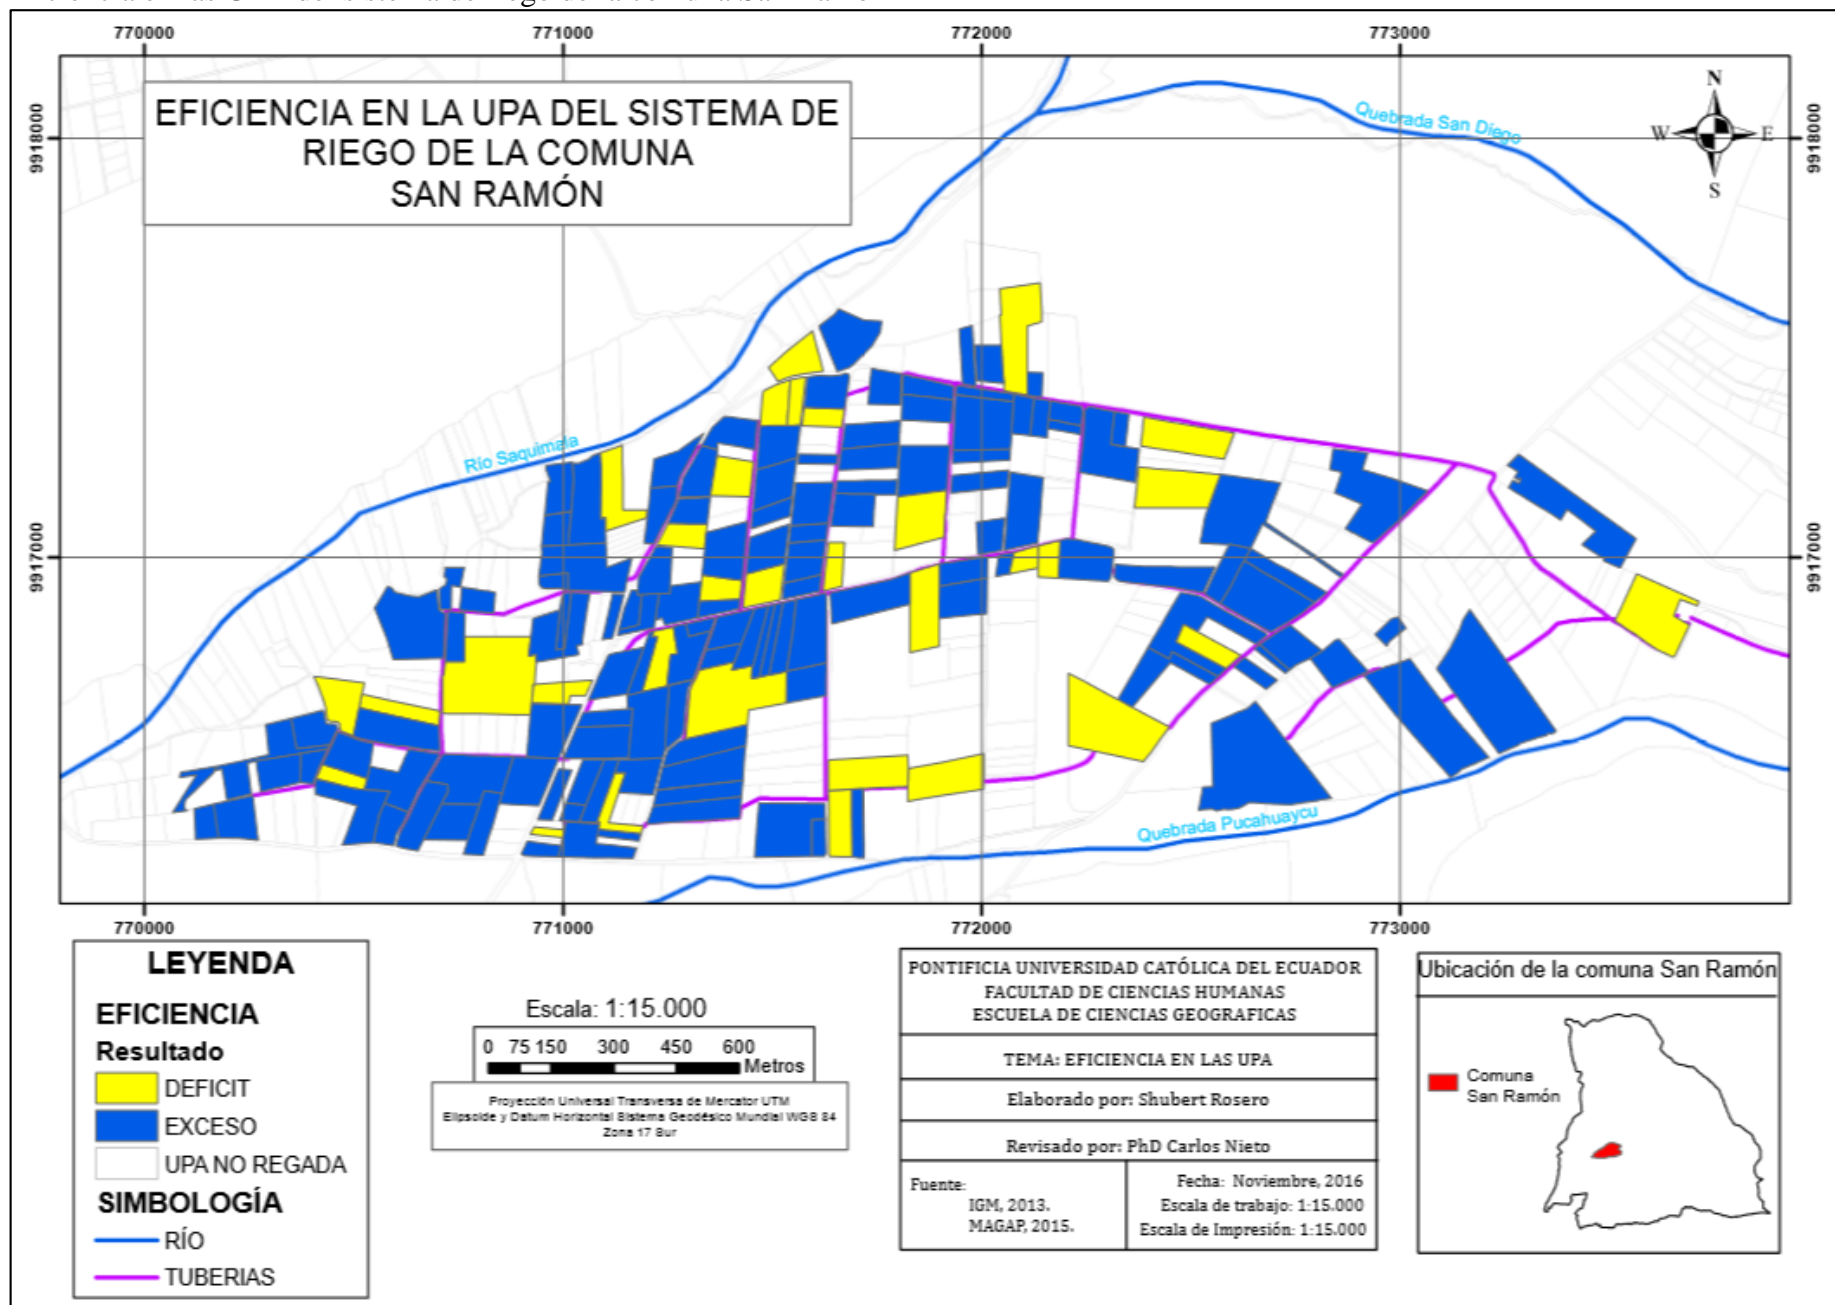 770000
771000
772000
773000
EFICIENCIA EN LA UPA DEL SISTEMA DE
RIEGO DE LA COMUNA
SAN RAMÓN
N
W
E
S
9918000
9918000
Quebrada San Diego
Río Saquimala
9917000
9917000
Quebrada Pucahuaycu
770000
771000
772000
773000
LEYENDA
EFICIENCIA
Resultado
DEFICIT
EXCESO
UPA NO REGADA
SIMBOLOGÍA
RÍO
TUBERIAS
Escala: 1:15.000
0 75 150 300 450 600
Metros
Proyección Universal Transversa de Mercator UTM
Elipsoide y Datum Horizontal Sistema Geodésico Mundial WGS 84
Zona 17 Sur
PONTIFICIA UNIVERSIDAD CATÓLICA DEL ECUADOR
FACULTAD DE CIENCIAS HUMANAS
ESCUELA DE CIENCIAS GEOGRAFICAS
TEMA: EFICIENCIA EN LAS UPA
Elaborado por: Shubert Rosero
Revisado por: PhD Carlos Nieto
Fuente:
IGM, 2013.
MAGAP, 2015.
Fecha: Noviembre, 2016
Escala de trabajo: 1:15.000
Escala de Impresión: 1:15.000
Ubicación de la comuna San Ramón
Comuna
San Ramón